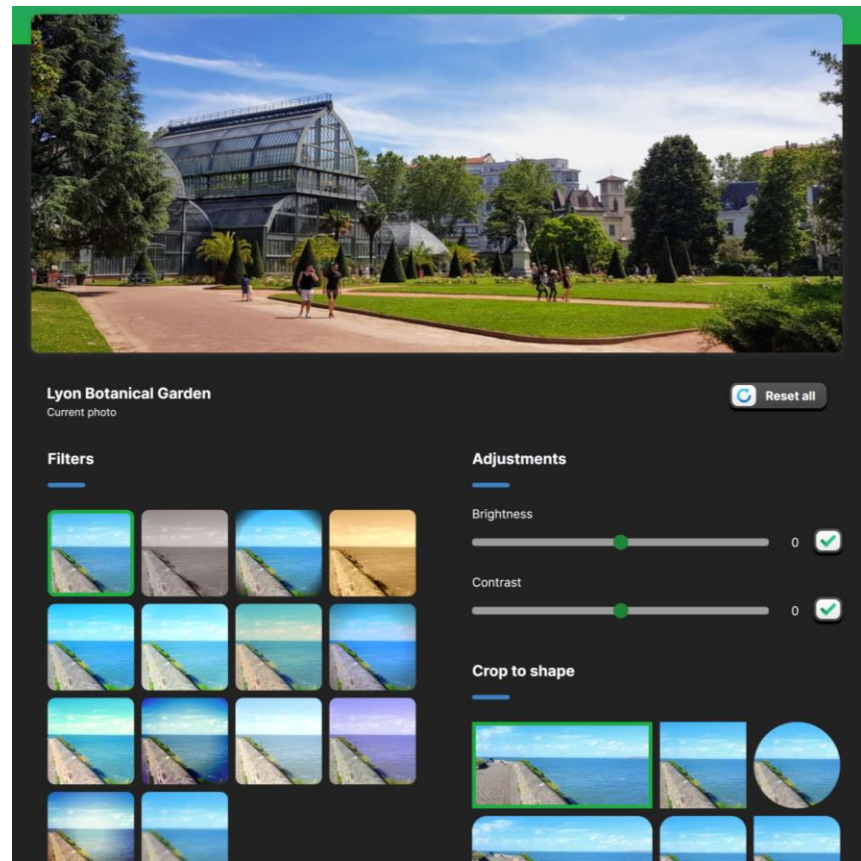 Lyon Botanical Garden
Current photo
Reset all
Filters
Adjustments
Brightness
0
Contrast
0
Crop to shape